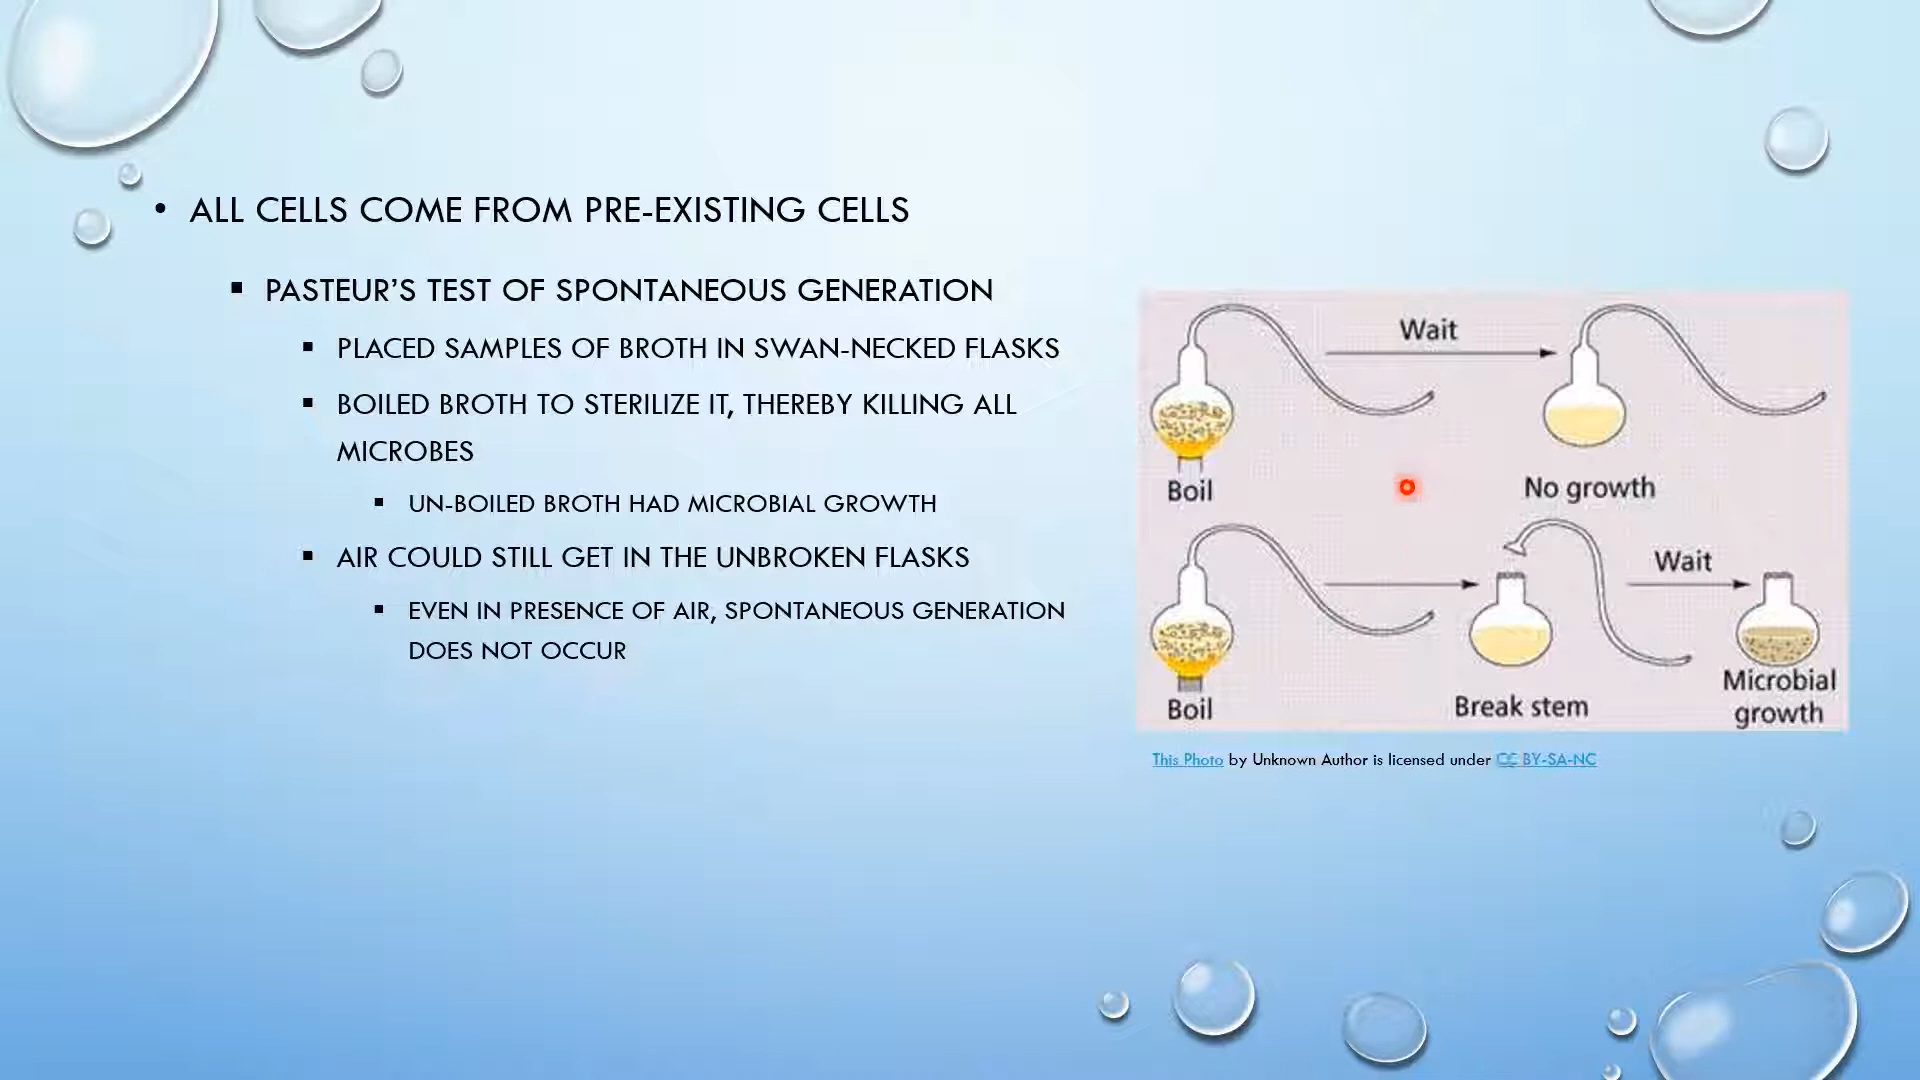 • ALL CELLS COME FROM PRE-EXISTING CELLS
▪ PASTEUR'S TEST OF SPONTANEOUS GENERATION
▪ PLACED SAMPLES OF BROTH IN SWAN-NECKED FLASKS
▪ BOILED BROTH TO STERILIZE IT, THEREBY KILLING ALL
MICROBES
▪ UN-BOILED BROTH HAD MICROBIAL GROWTH
▪ AIR COULD STILL GET IN THE UNBROKEN FLASKS
▪ EVEN IN PRESENCE OF AIR, SPONTANEOUS GENERATION
DOES NOT OCCUR
Wait
Boil
No growth
Wait
Boil
Break stem
Microbial
growth
This Photo by Unknown Author is licensed under CC BY-SA-NC